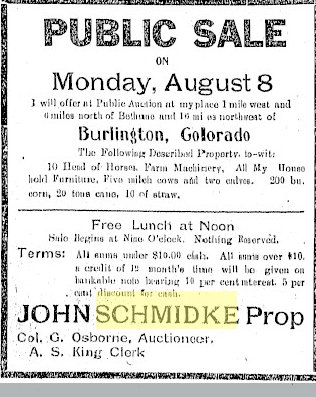 PUBLIC SALE
ON
Monday, August 8
I will offer at Public Auction at my place 1 mile west and
6 miles north of Bethune and 16 miles northwest of
Burlington, Colorado
The Following Described Property, to-wit:
10 Head of Horses. Farm Machinery, All My House
hold Furniture. Five milch cows and two calves. 200 bu.
corn, 20 tons cane, 10 of straw.
Free Lunch at Noon
Sale Begins at Nine O'clock. Nothing Reserved.
Terms: All sums under $10.00 cash. All sums over $10,
a credit of 12 month's time will be given on
bankable note bearing 10 per cent interest. 5 per
cent discount for cash.
JOHN SCHMIDKE Prop
Col. G. Osborne, Auctioneer.
A. S. King Clerk